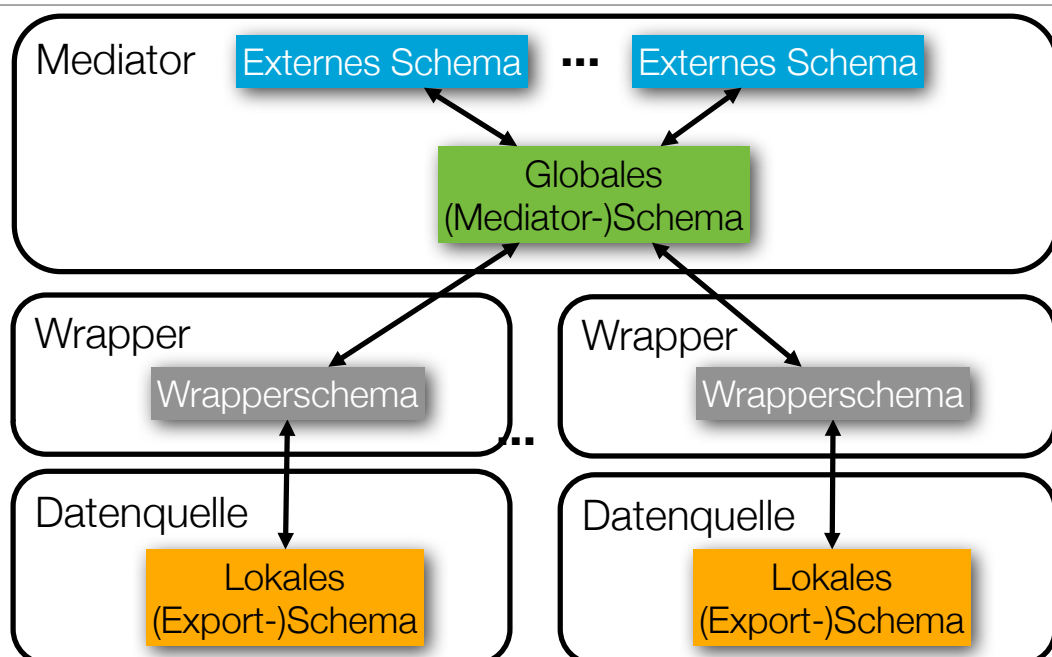 Mediator
Externes Schema
...
Externes Schema
Globales
(Mediator-)Schema
Wrapper
Wrapperschema
Wrapper
Wrapperschema
...
Datenquelle
Lokales
(Export-)Schema
Datenquelle
Lokales
(Export-)Schema